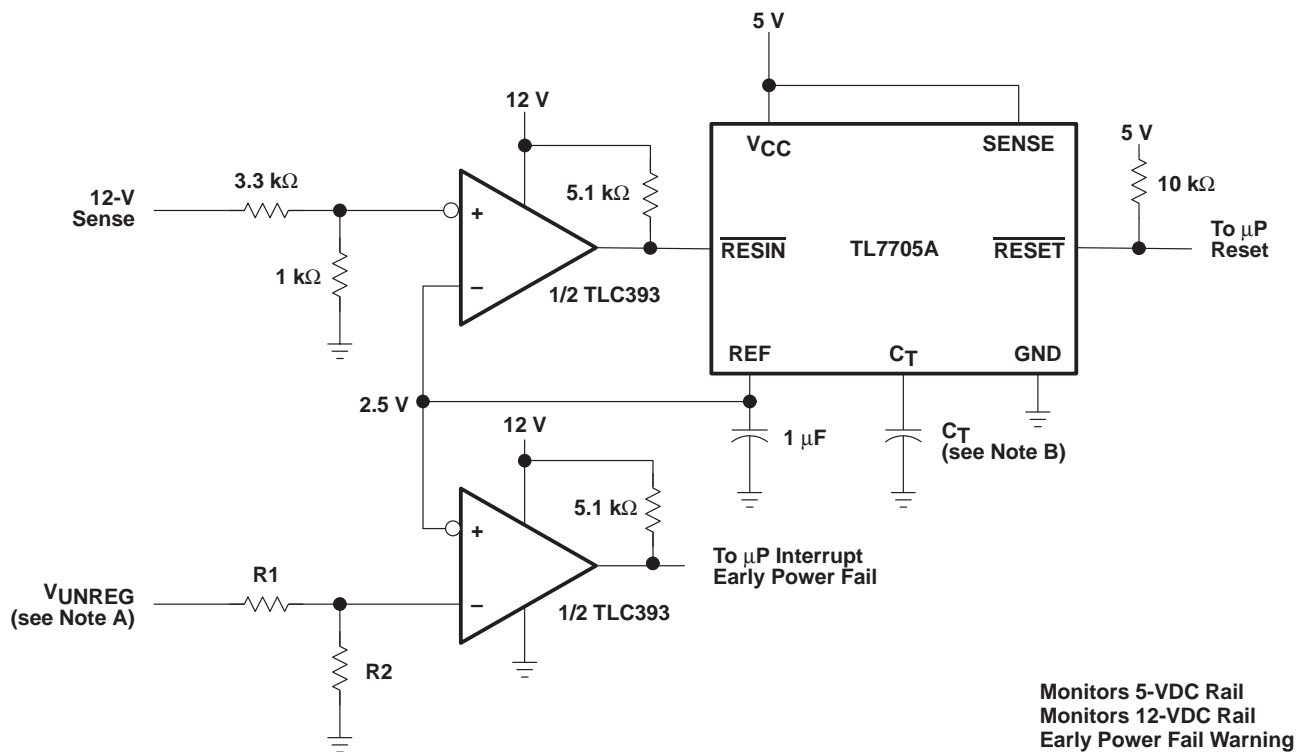 5 V
12 V
VCC
SENSE
5 V
3.3 kΩ
5.1 kΩ
10 kΩ
12-V
Sense
+
RESIN
TL7705A
RESET
To μP
Reset
1 kΩ
–
1/2 TLC393
REF
CT
GND
2.5 V
12 V
1 μF
CT
(see Note B)
5.1 kΩ
+
To μP Interrupt
Early Power Fail
R1
VUNREG
(see Note A)
–
1/2 TLC393
R2
Monitors 5-VDC Rail
Monitors 12-VDC Rail
Early Power Fail Warning